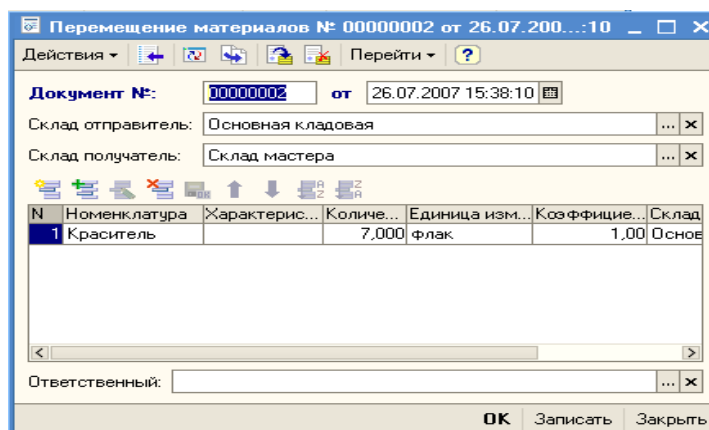 Перемещение материалов № 00000002 от 26.07.200...:10
Действия Перейти ?
Документ №: 00000002 от 26.07.2007 15:38:10
Склад отправитель: Основная кладовая ...
Склад получатель: Склад мастера ...
N Номенклатура Характерис... Количе... Единица изм... Коэффицие... Склад
1 Краситель 7,000 флак 1,00 Основ
Ответственный: ...
OK Записать Закрыть